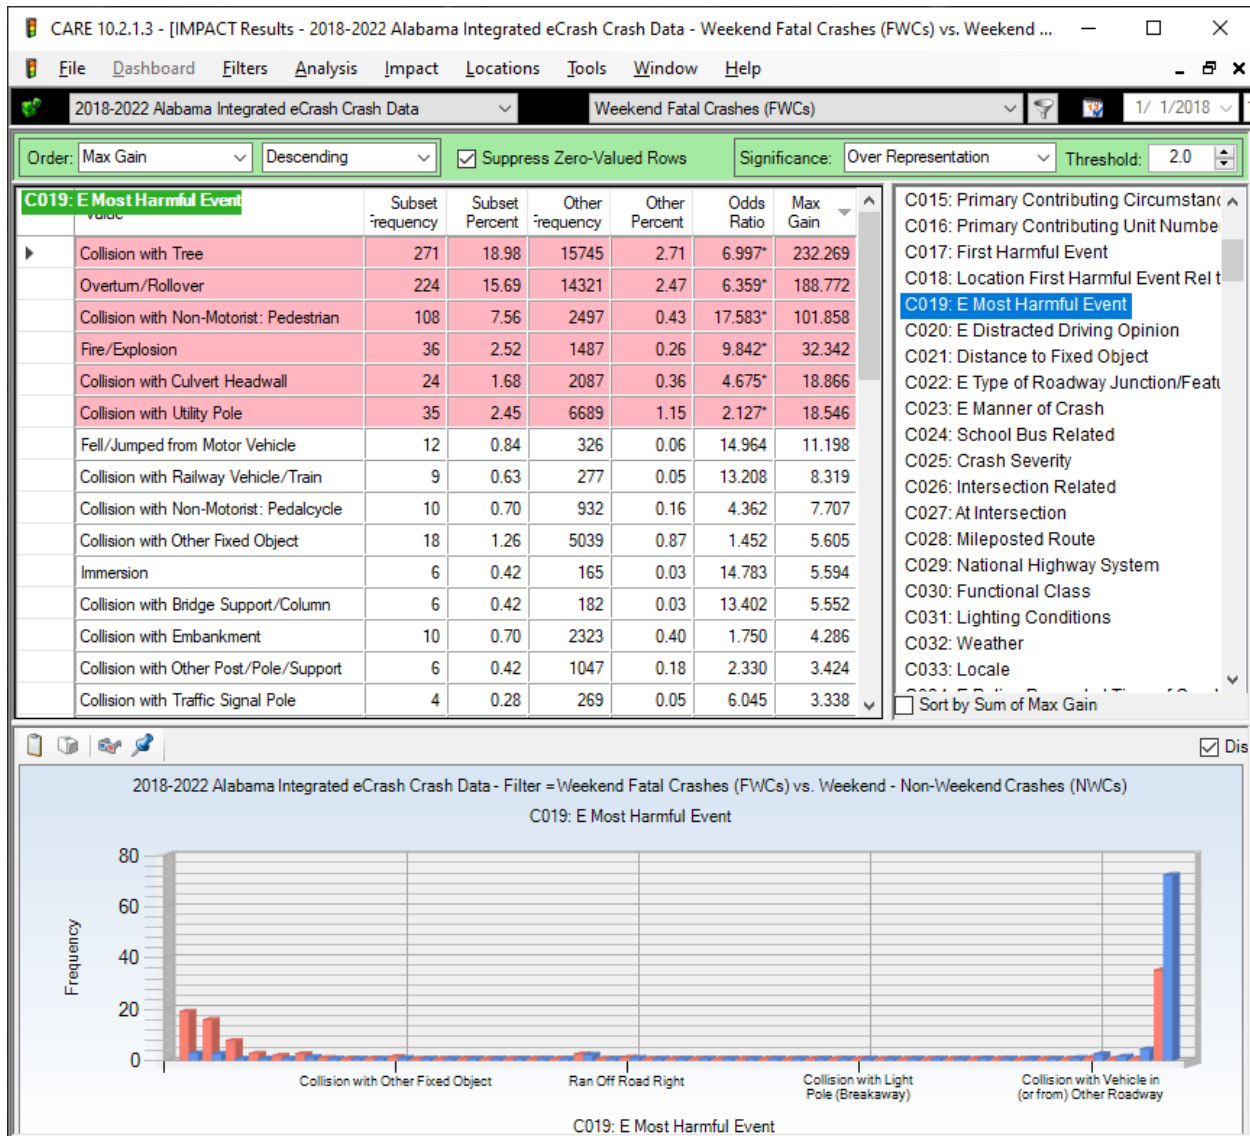 CARE 10.2.1.3 - [IMPACT Results - 2018-2022 Alabama Integrated eCrash Crash Data - Weekend Fatal Crashes (FWCs) vs. Weekend ...
File Dashboard Filters Analysis Impact Locations Tools Window Help
2018-2022 Alabama Integrated eCrash Crash Data Weekend Fatal Crashes (FWCs) 1/ 1/2018
Order: Max Gain Descending Suppress Zero-Valued Rows Significance: Over Representation Threshold: 2.0
C019: E Most Harmful Event Subset Frequency Subset Percent Other Frequency Other Percent Odds Ratio Max Gain
Collision with Tree 271 18.98 15745 2.71 6.997* 232.269
Overturn/Rollover 224 15.69 14321 2.47 6.359* 188.772
Collision with Non-Motorist: Pedestrian 108 7.56 2497 0.43 17.583* 101.858
Fire/Explosion 36 2.52 1487 0.26 9.842* 32.342
Collision with Culvert Headwall 24 1.68 2087 0.36 4.675* 18.866
Collision with Utility Pole 35 2.45 6689 1.15 2.127* 18.546
Fell/Jumped from Motor Vehicle 12 0.84 326 0.06 14.964 11.198
Collision with Railway Vehicle/Train 9 0.63 277 0.05 13.208 8.319
Collision with Non-Motorist: Pedalcycle 10 0.70 932 0.16 4.362 7.707
Collision with Other Fixed Object 18 1.26 5039 0.87 1.452 5.605
Immersion 6 0.42 165 0.03 14.783 5.594
Collision with Bridge Support/Column 6 0.42 182 0.03 13.402 5.552
Collision with Embankment 10 0.70 2323 0.40 1.750 4.286
Collision with Other Post/Pole/Support 6 0.42 1047 0.18 2.330 3.424
Collision with Traffic Signal Pole 4 0.28 269 0.05 6.045 3.338
C015: Primary Contributing Circumstanc
C016: Primary Contributing Unit Number
C017: First Harmful Event
C018: Location First Harmful Event Rel t
C019: E Most Harmful Event
C020: E Distracted Driving Opinion
C021: Distance to Fixed Object
C022: E Type of Roadway Junction/Featu
C023: E Manner of Crash
C024: School Bus Related
C025: Crash Severity
C026: Intersection Related
C027: At Intersection
C028: Mileposted Route
C029: National Highway System
C030: Functional Class
C031: Lighting Conditions
C032: Weather
C033: Locale
Sort by Sum of Max Gain
Dis
2018-2022 Alabama Integrated eCrash Crash Data - Filter = Weekend Fatal Crashes (FWCs) vs. Weekend - Non-Weekend Crashes (NWCs)
C019: E Most Harmful Event
80
60
40
20
0
Frequency
Collision with Other Fixed Object
Ran Off Road Right
Collision with Light
Pole (Breakaway)
Collision with Vehicle in
(or from) Other Roadway
C019: E Most Harmful Event